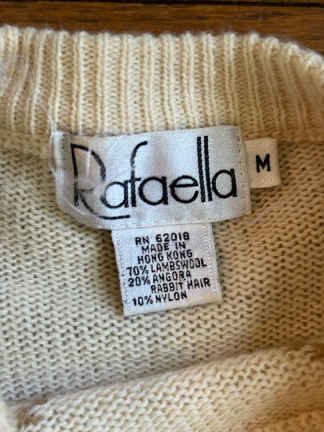 Rafaella
M
RN 62018
MADE IN
HONG KONG
70% LAMBSWOOL
20% ANGORA
RABBIT HAIR
10% NYLON